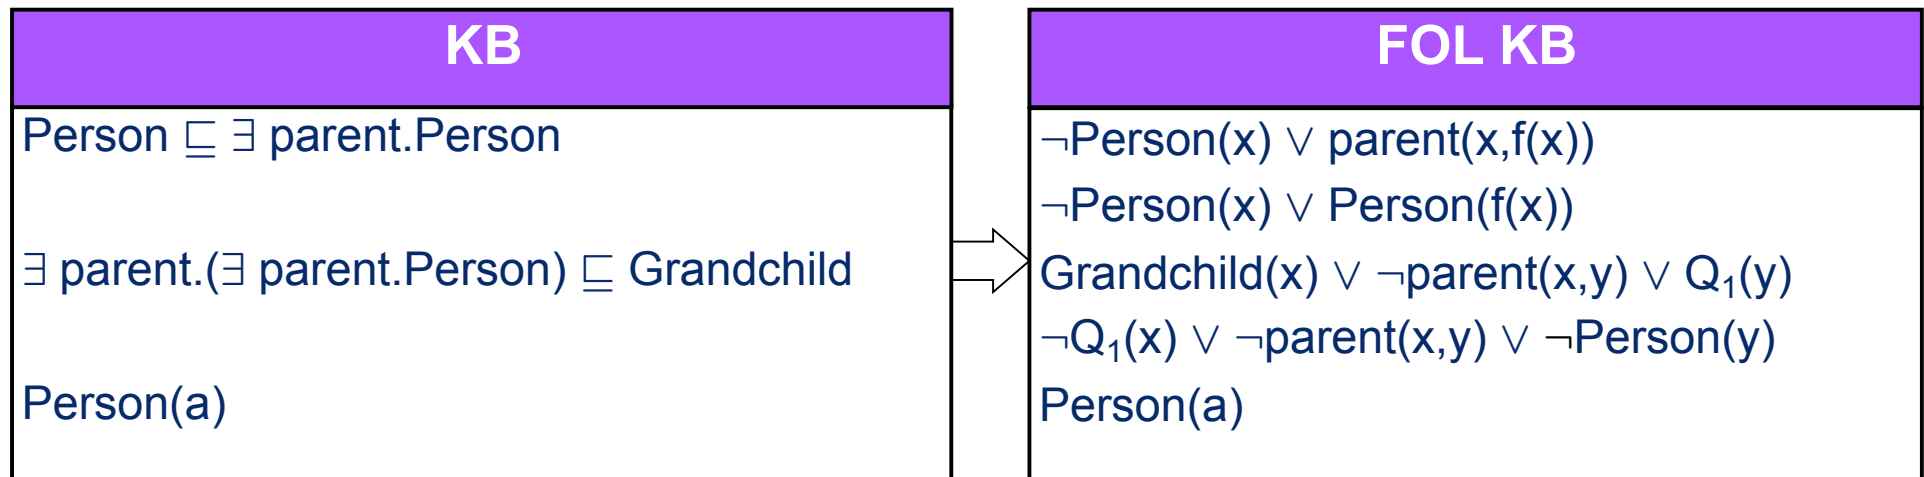 KB
Person ⊑ ∃ parent.Person
∃ parent.(∃ parent.Person) ⊑ Grandchild
Person(a)
FOL KB
¬Person(x) ∨ parent(x,f(x))
¬Person(x) ∨ Person(f(x))
Grandchild(x) ∨ ¬parent(x,y) ∨ Q₁(y)
¬Q₁(x) ∨ ¬parent(x,y) ∨ ¬Person(y)
Person(a)